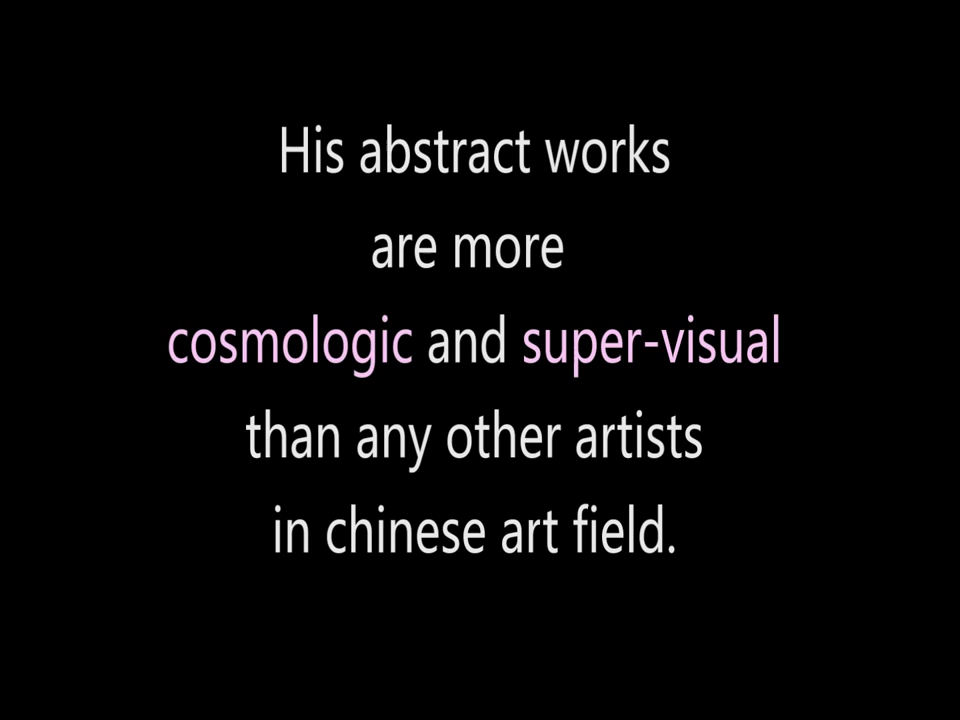 His abstract works
are more
cosmologic and super-visual
than any other artists
in chinese art field.